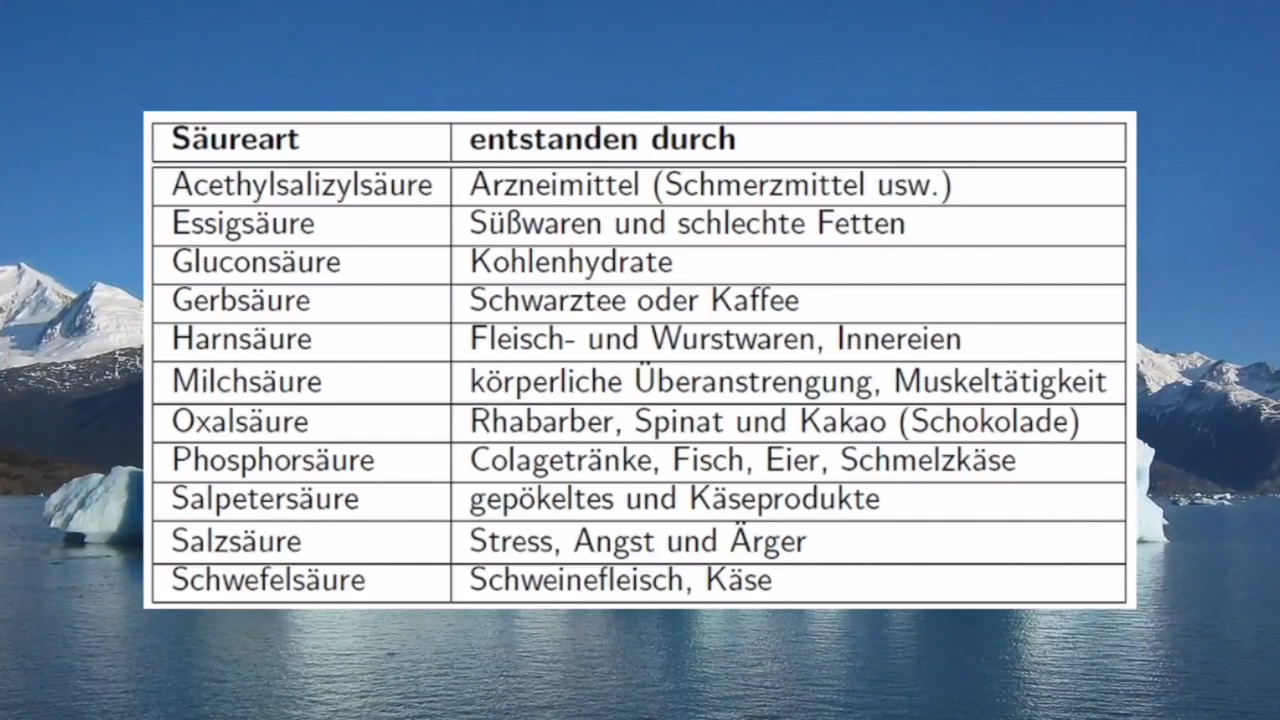 Säureart entstanden durch
Acethylsalizylsäure Arzneimittel (Schmerzmittel usw.)
Essigsäure Süßwaren und schlechte Fetten
Gluconsäure Kohlenhydrate
Gerbsäure Schwarztee oder Kaffee
Harnsäure Fleisch- und Wurstwaren, Innereien
Milchsäure körperliche Überanstrengung, Muskeltätigkeit
Oxalsäure Rhabarber, Spinat und Kakao (Schokolade)
Phosphorsäure Colagetränke, Fisch, Eier, Schmelzkäse
Salpetersäure gepökeltes und Käseprodukte
Salzsäure Stress, Angst und Ärger
Schwefelsäure Schweinefleisch, Käse